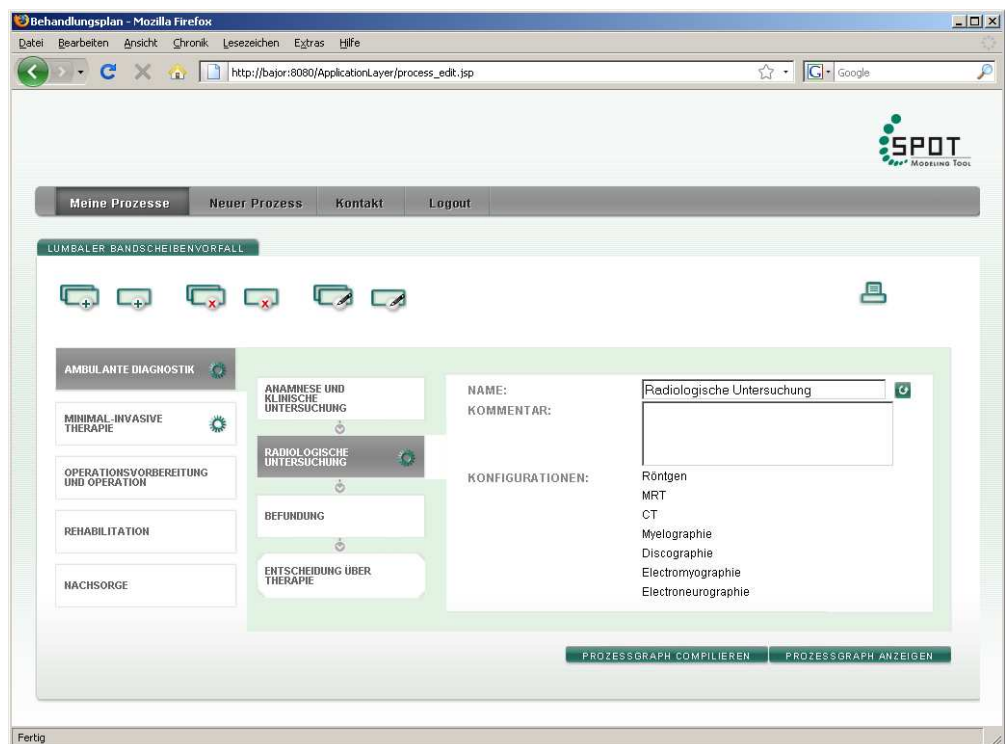 Behandlungsplan - Mozilla Firefox
Datei Bearbeiten Ansicht Chronik Lesezeichen Extras Hilfe
http://bajor:8080/ApplicationLayer/process_edit.jsp
G Google
SPOT
MODELING TOOL
Meine Prozesse Neuer Prozess Kontakt Logout
LUMBALER BANDSCHEIBENVORFALL
AMBULANTE DIAGNOSTIK
MINIMAL-INVASIVE
THERAPIE
OPERATIONSVORBEREITUNG
UND OPERATION
REHABILITATION
NACHSORGE
ANAMNESE UND
KLINISCHE
UNTERSUCHUNG
RADIOLOGISCHE
UNTERSUCHUNG
BEFUNDUNG
ENTSCHEIDUNG ÜBER
THERAPIE
NAME: Radiologische Untersuchung
KOMMENTAR:
KONFIGURATIONEN: Röntgen
MRT
CT
Myelographie
Discographie
Electromyographie
Electroneurographie
PROZESSGRAPH COMPILIEREN PROZESSGRAPH ANZEIGEN
Fertig